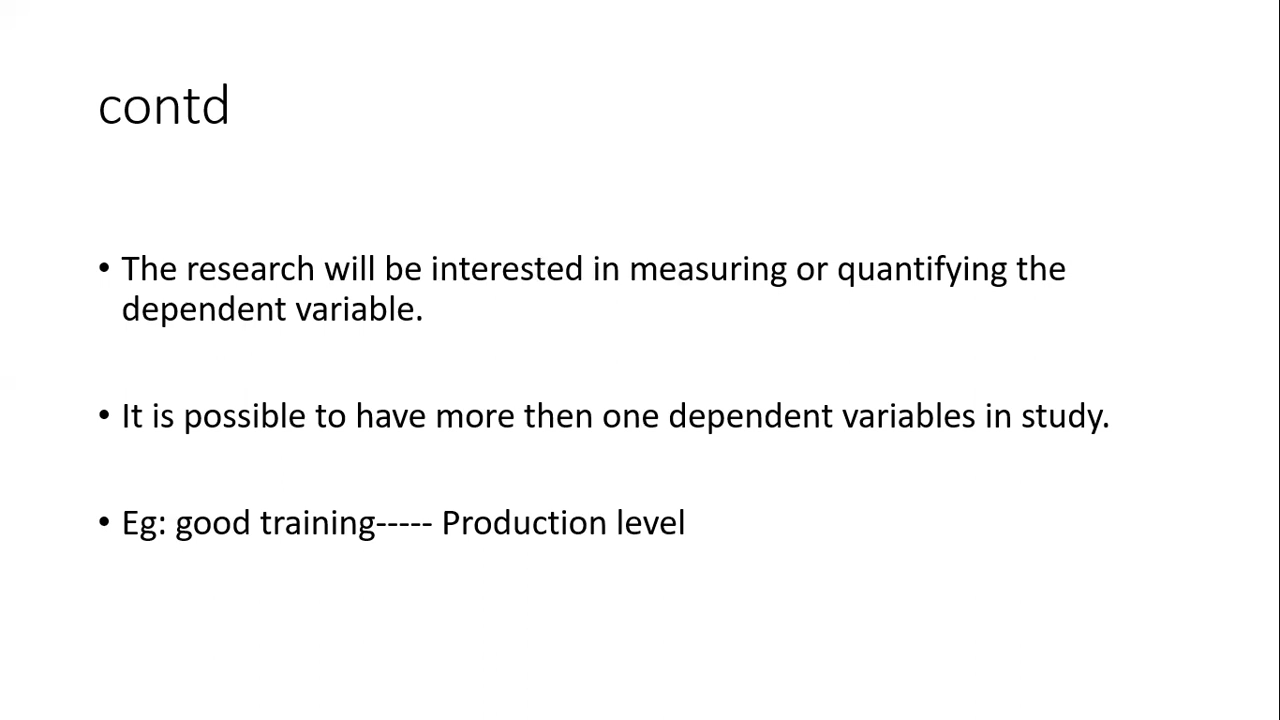 contd
• The research will be interested in measuring or quantifying the
dependent variable.
• It is possible to have more then one dependent variables in study.
• Eg: good training----- Production level